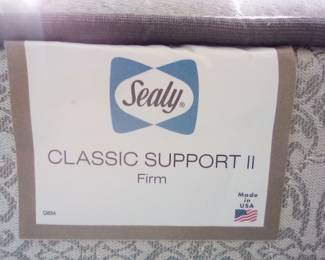 Sealy®
CLASSIC SUPPORT II
Firm
Made in
USA